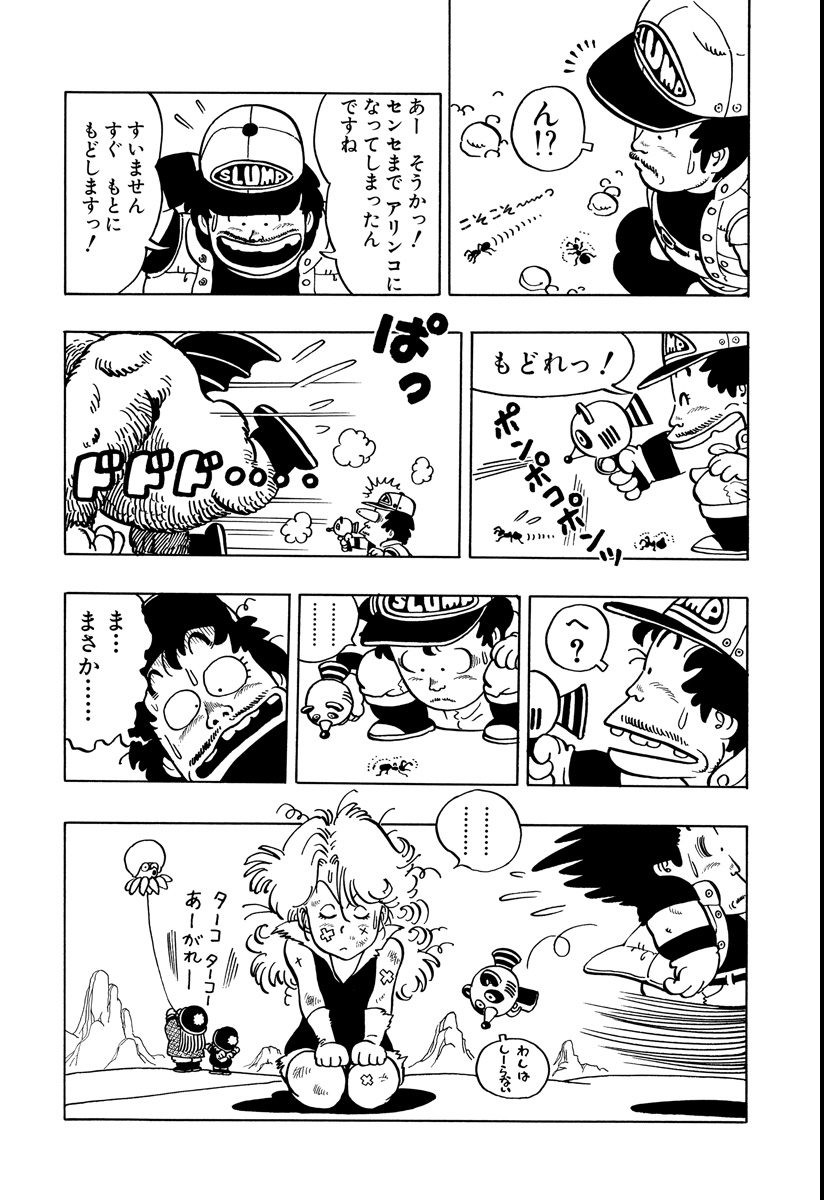 SLUMP
ん!?
こそこそ～～っ
あー そうかっ!
センセまで アリンコに
なってしまったん
ですね
SLUMP
すいません
すぐ もとに
もどしますっ!
もどれっ!
ポンポコポンッ
ぱっ
ドドド・・・・
へ?
SLUMP
………
ま…
まさか……
………
………
わしは
しーらない
ターコ ターコー
あーがれー